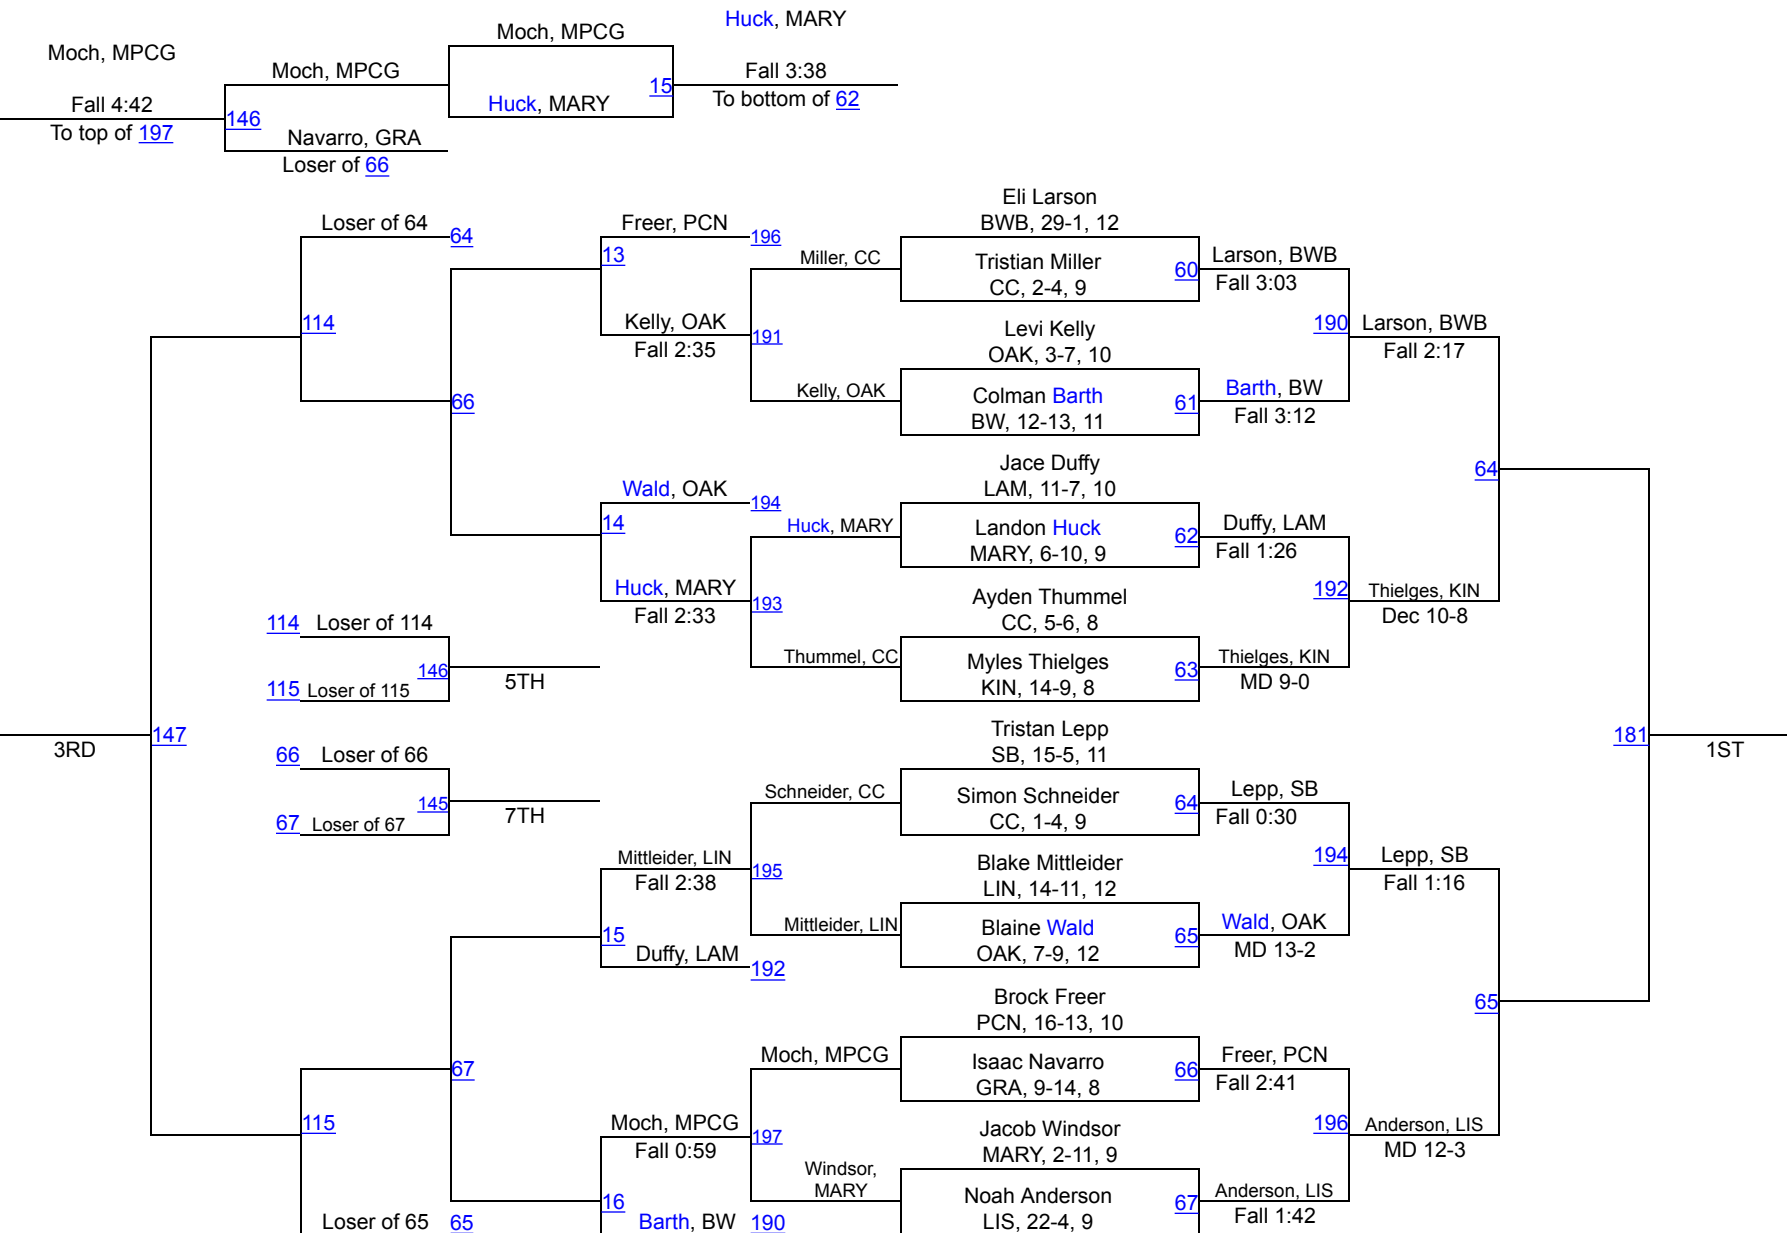 Huck, MARY
Moch, MPCG
Moch, MPCG
Moch, MPCG
Fall 3:38
15
Fall 4:42
Huck, MARY
To bottom of 62
146
To top of 197
Navarro, GRA
Loser of 66
Eli Larson
Loser of 64
64
Freer, PCN
196
BWB, 29-1, 12
13
Miller, CC
Tristian Miller
60
Larson, BWB
CC, 2-4, 9
Fall 3:03
114
Kelly, OAK
191
Levi Kelly
190
Larson, BWB
Fall 2:35
OAK, 3-7, 10
Fall 2:17
66
Kelly, OAK
Colman Barth
61
Barth, BW
BW, 12-13, 11
Fall 3:12
Jace Duffy
64
Wald, OAK
194
LAM, 11-7, 10
14
Huck, MARY
Landon Huck
62
Duffy, LAM
MARY, 6-10, 9
Fall 1:26
Huck, MARY
193
Ayden Thummel
192
Thielges, KIN
Fall 2:33
CC, 5-6, 8
Dec 10-8
114
Loser of 114
146
5TH
Thummel, CC
Myles Thielges
63
Thielges, KIN
115
Loser of 115
KIN, 14-9, 8
MD 9-0
147
3RD
Tristan Lepp
181
1ST
66
Loser of 66
SB, 15-5, 11
145
7TH
Schneider, CC
Simon Schneider
64
Lepp, SB
67
Loser of 67
CC, 1-4, 9
Fall 0:30
Mittleider, LIN
195
Blake Mittleider
194
Lepp, SB
Fall 2:38
LIN, 14-11, 12
Fall 1:16
15
Mittleider, LIN
Blaine Wald
65
Wald, OAK
Duffy, LAM
192
OAK, 7-9, 12
MD 13-2
Brock Freer
65
PCN, 16-13, 10
67
Moch, MPCG
Isaac Navarro
66
Freer, PCN
GRA, 9-14, 8
Fall 2:41
115
Moch, MPCG
197
Jacob Windsor
196
Anderson, LIS
Fall 0:59
MARY, 2-11, 9
MD 12-3
Windsor,
MARY
16
Noah Anderson
67
Anderson, LIS
Loser of 65
65
Barth, BW
190
LIS, 22-4, 9
Fall 1:42